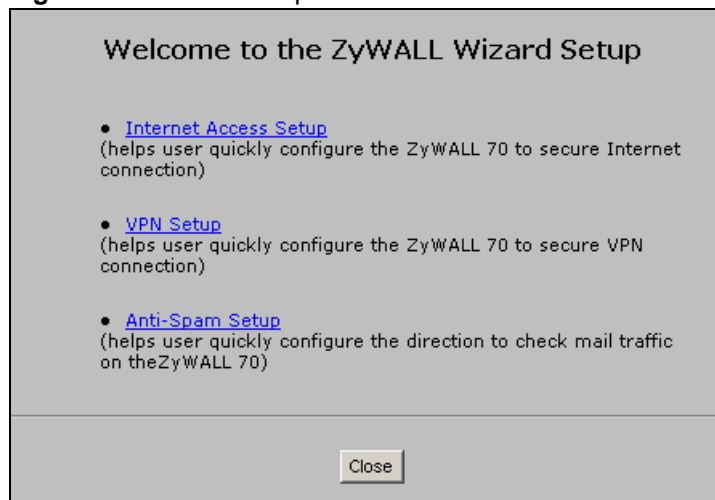 Welcome to the ZyWALL Wizard Setup
• Internet Access Setup
(helps user quickly configure the ZyWALL 70 to secure Internet
connection)
• VPN Setup
(helps user quickly configure the ZyWALL 70 to secure VPN
connection)
• Anti-Spam Setup
(helps user quickly configure the direction to check mail traffic
on theZyWALL 70)
Close